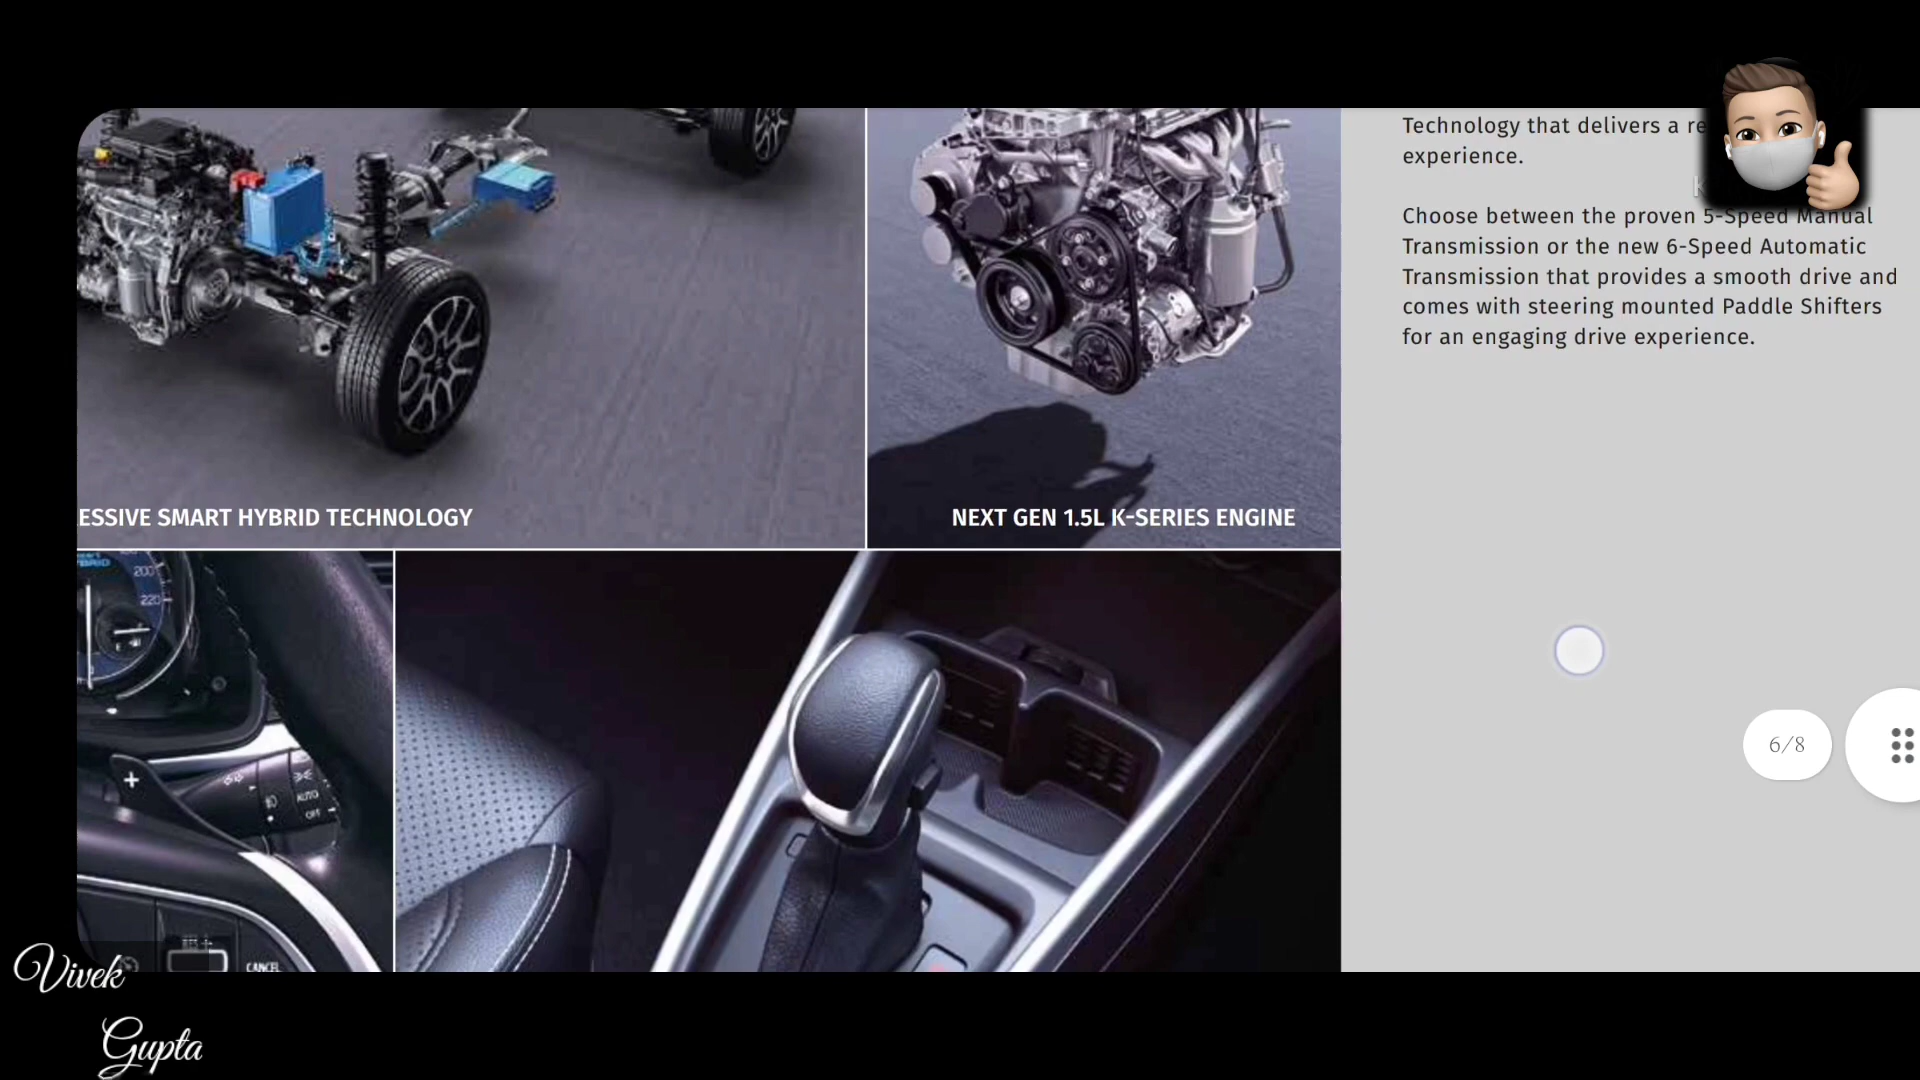 Technology that delivers a re
experience.
Choose between the proven 5-Speed Manual
Transmission or the new 6-Speed Automatic
Transmission that provides a smooth drive and
comes with steering mounted Paddle Shifters
for an engaging drive experience.
ESSIVE SMART HYBRID TECHNOLOGY
NEXT GEN 1.5L K-SERIES ENGINE
200
220
+
AUTO
OFF
CANCEL
6/8
Vivek
Gupta